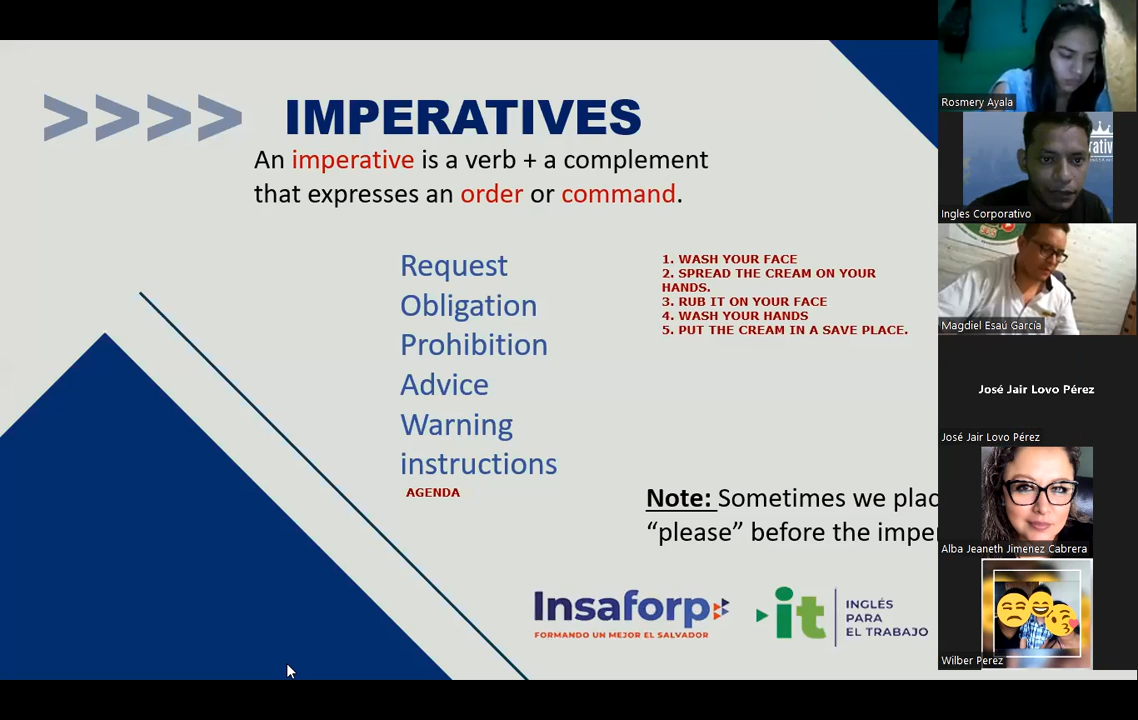 >>>> IMPERATIVES
An imperative is a verb + a complement
that expresses an order or command.
Request
Obligation
Prohibition
Advice
Warning
instructions
AGENDA
1. WASH YOUR FACE
2. SPREAD THE CREAM ON YOUR
HANDS.
3. RUB IT ON YOUR FACE
4. WASH YOUR HANDS
5. PUT THE CREAM IN A SAVE PLACE.
Note: Sometimes we plac
“please” before the impe
Insaforp
FORMANDO UN MEJOR EL SALVADOR
it
INGLÉS
PARA
EL TRABAJO
Rosmery Ayala
Ingles Corporativo
Magdiel Esaú García
José Jair Lovo Pérez
José Jair Lovo Pérez
Alba Jeaneth Jimenez Cabrera
Wilber Perez